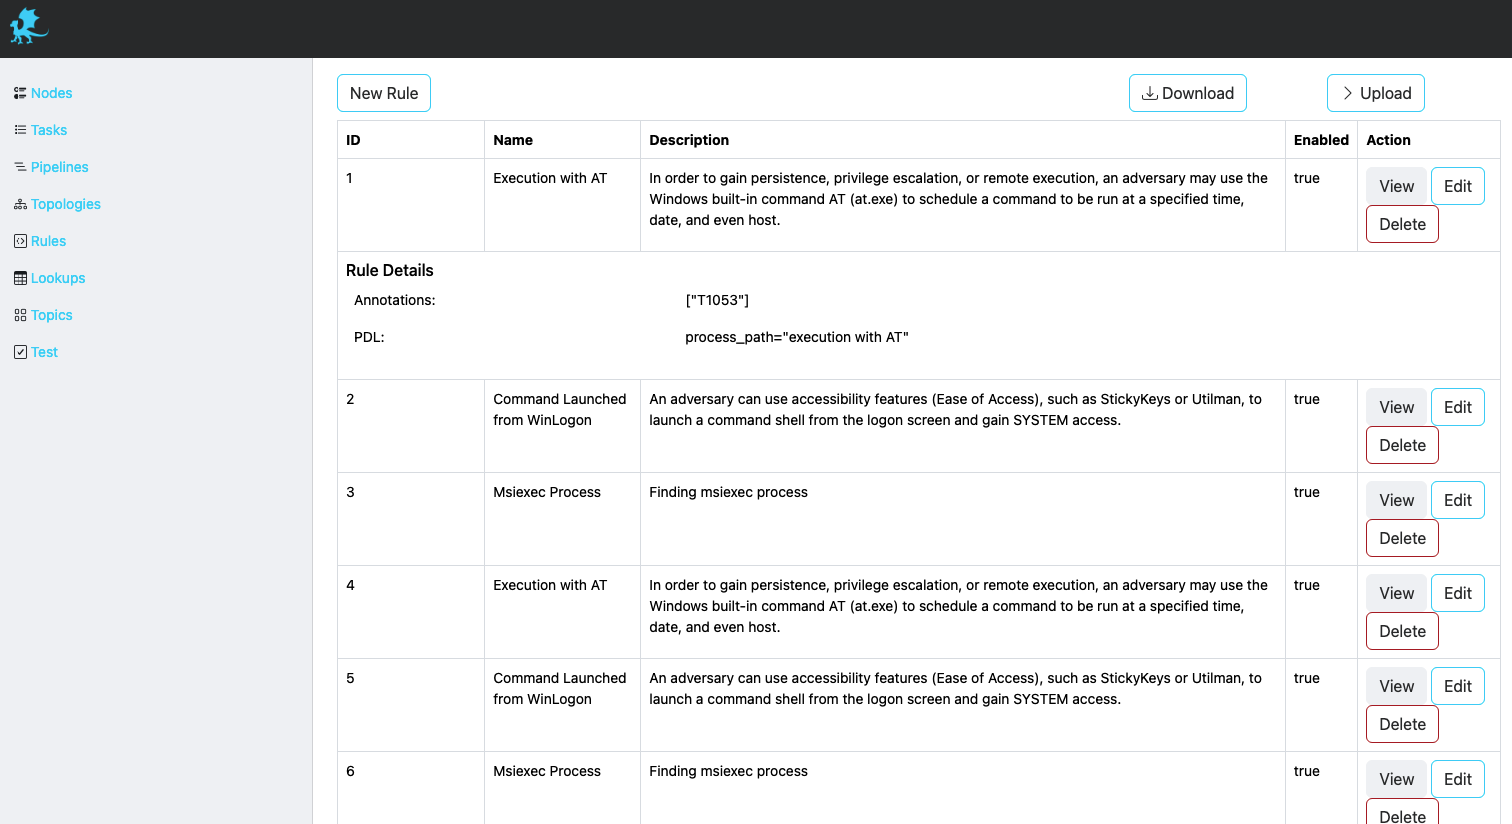 Nodes
Tasks
Pipelines
Topologies
Rules
Lookups
Topics
Test
New Rule
Download
Upload
ID Name Description Enabled Action
1 Execution with AT In order to gain persistence, privilege escalation, or remote execution, an adversary may use the true View Edit
Windows built-in command AT (at.exe) to schedule a command to be run at a specified time,
date, and even host. Delete
Rule Details
Annotations: ["T1053"]
PDL: process_path="execution with AT"
2 Command Launched An adversary can use accessibility features (Ease of Access), such as StickyKeys or Utilman, to true View Edit
from WinLogon launch a command shell from the logon screen and gain SYSTEM access.
Delete
3 Msiexec Process Finding msiexec process true View Edit
Delete
4 Execution with AT In order to gain persistence, privilege escalation, or remote execution, an adversary may use the true View Edit
Windows built-in command AT (at.exe) to schedule a command to be run at a specified time,
date, and even host. Delete
5 Command Launched An adversary can use accessibility features (Ease of Access), such as StickyKeys or Utilman, to true View Edit
from WinLogon launch a command shell from the logon screen and gain SYSTEM access.
Delete
6 Msiexec Process Finding msiexec process true View Edit
Delete